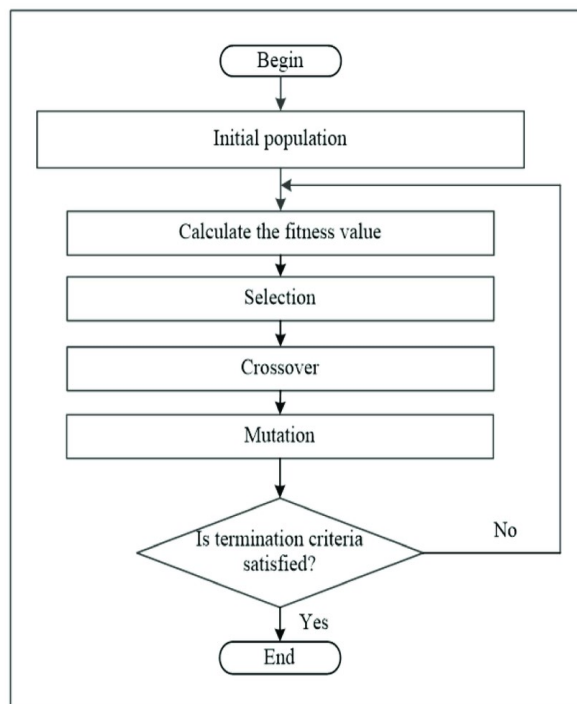 Begin
Initial population
Calculate the fitness value
Selection
Crossover
Mutation
Is termination criteria
satisfied?
No
Yes
End